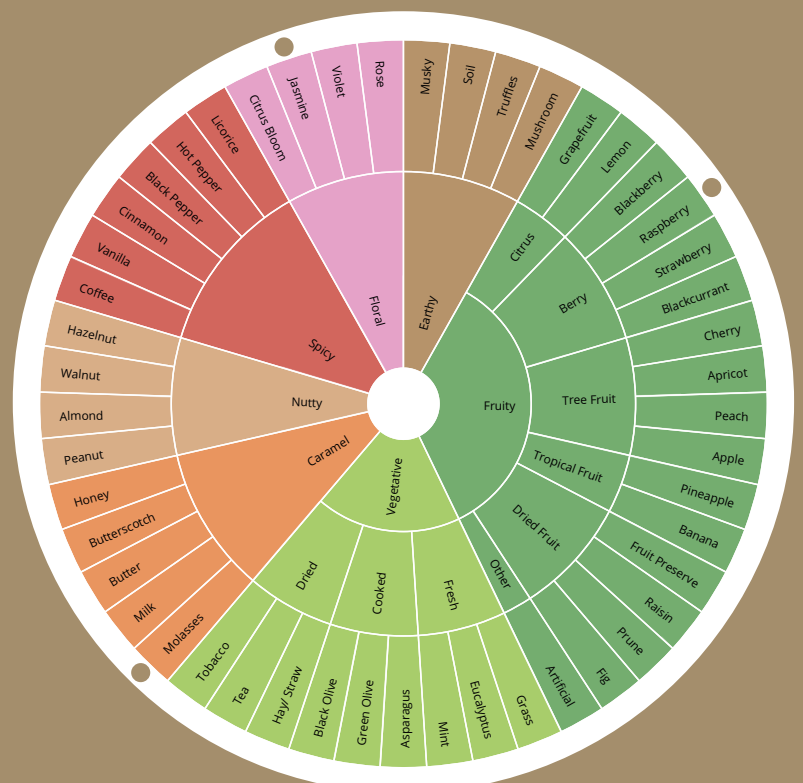 Musky
Soil
Truffles
Mushroom
Grapefruit
Lemon
Blackberry
Raspberry
Strawberry
Blackcurrant
Cherry
Apricot
Peach
Apple
Pineapple
Banana
Fruit Preserve
Raisin
Prune
Fig
Artificial
Grass
Eucalyptus
Mint
Asparagus
Green Olive
Black Olive
Hay/ Straw
Tea
Tobacco
Molasses
Milk
Butter
Butterscotch
Honey
Peanut
Almond
Walnut
Hazelnut
Coffee
Vanilla
Cinnamon
Black Pepper
Hot Pepper
Licorice
Citrus Bloom
Jasmine
Violet
Rose
Citrus
Berry
Tree Fruit
Tropical Fruit
Dried Fruit
Other
Fresh
Cooked
Dried
Earthy
Fruity
Vegetative
Caramel
Nutty
Spicy
Floral